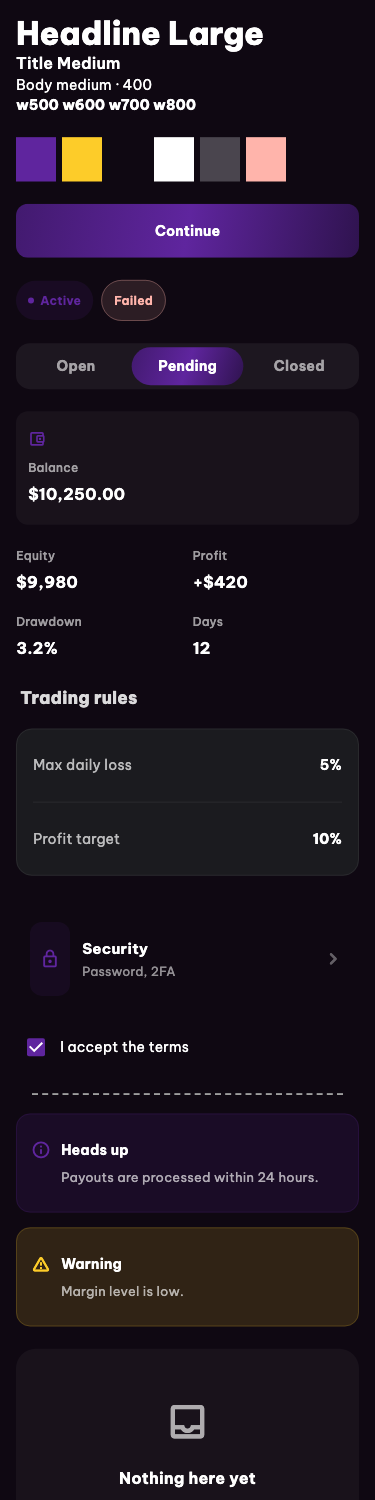 Headline Large
Title Medium
Body medium · 400
w500 w600 w700 w800
Continue
Active
Failed
Open
Pending
Closed
Balance
$10,250.00
Equity
Profit
$9,980
+$420
Drawdown
Days
3.2%
12
Trading rules
Max daily loss
5%
Profit target
10%
Security
Password, 2FA
I accept the terms
Heads up
Payouts are processed within 24 hours.
Warning
Margin level is low.
Nothing here yet